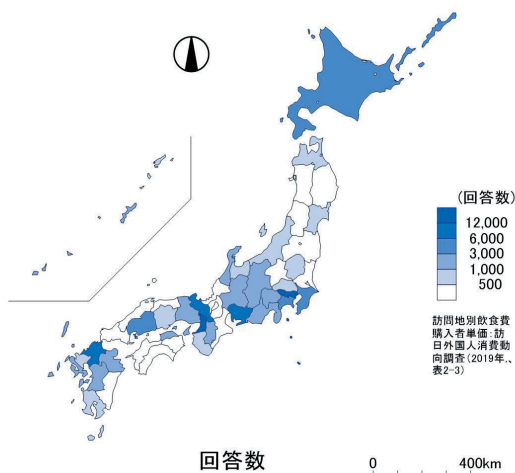 (回答数)
12,000
6,000
3,000
1,000
500
訪問地別飲食費
購入者単価:訪
日外国人消費動
向調査(2019年、
表2-3)
回答数
0 400km